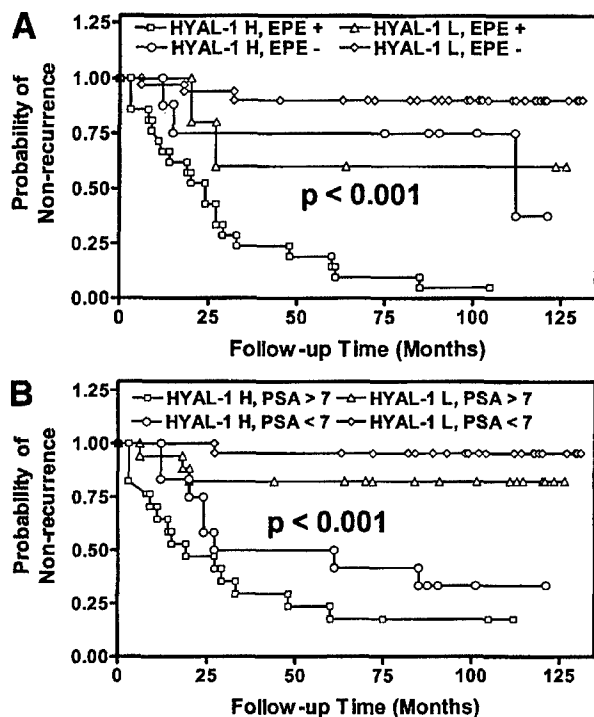 A
HYAL-1 H, EPE + HYAL-1 L, EPE +
HYAL-1 H, EPE - HYAL-1 L, EPE -
Probability of
Non-recurrence
1.25
1.00
0.75
0.50
0.25
0.00
p < 0.001
0 25 50 75 100 125
Follow-up Time (Months)
B
HYAL-1 H, PSA > 7 HYAL-1 L, PSA > 7
HYAL-1 H, PSA < 7 HYAL-1 L, PSA < 7
Probability of
Non-recurrence
1.25
1.00
0.75
0.50
0.25
0.00
p < 0.001
0 25 50 75 100 125
Follow-up Time (Months)